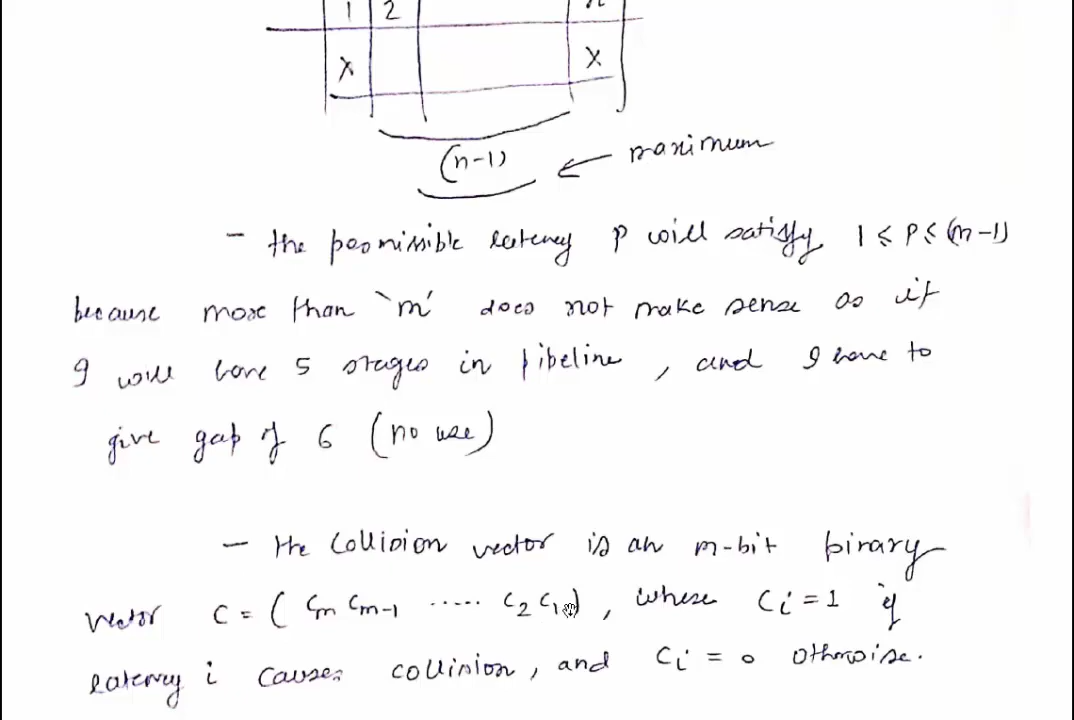 1 2 n
X X
(n-1) ← maximum
- the permissible latency P will satisfy 1 ≤ P ≤ (m-1)
because more than `m' does not make sense as if
I will have 5 stages in pipeline, and I have to
give gap of 6 (no use)
- the collision vector is an m-bit binary
vector C = ( Cm Cm-1 ..... C2 C1), where Ci = 1 if
latency i causes collision, and Ci = 0 otherwise.